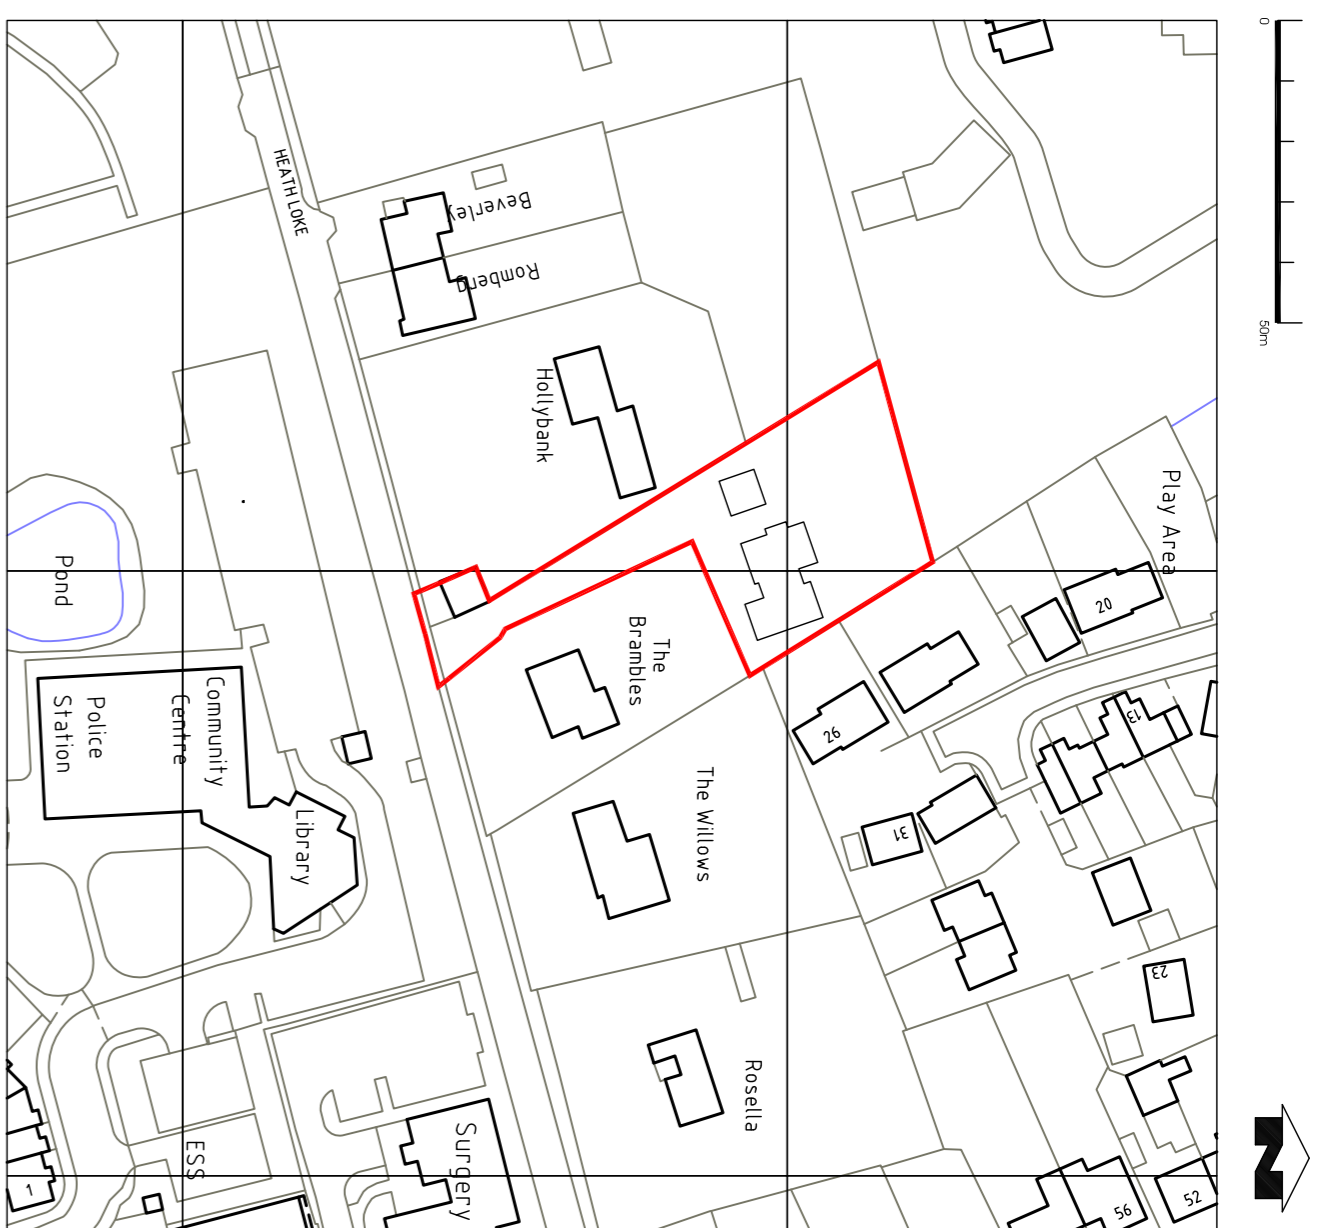 0
50m
HEATH LOKE
Beverley
Romberg
Hollybank
Play Area
Pond
20
The
Brambles
26
13
Police
Station
Community
Centre
Library
The Willows
31
23
Rosella
ESS
Surgery
1
56
52
N